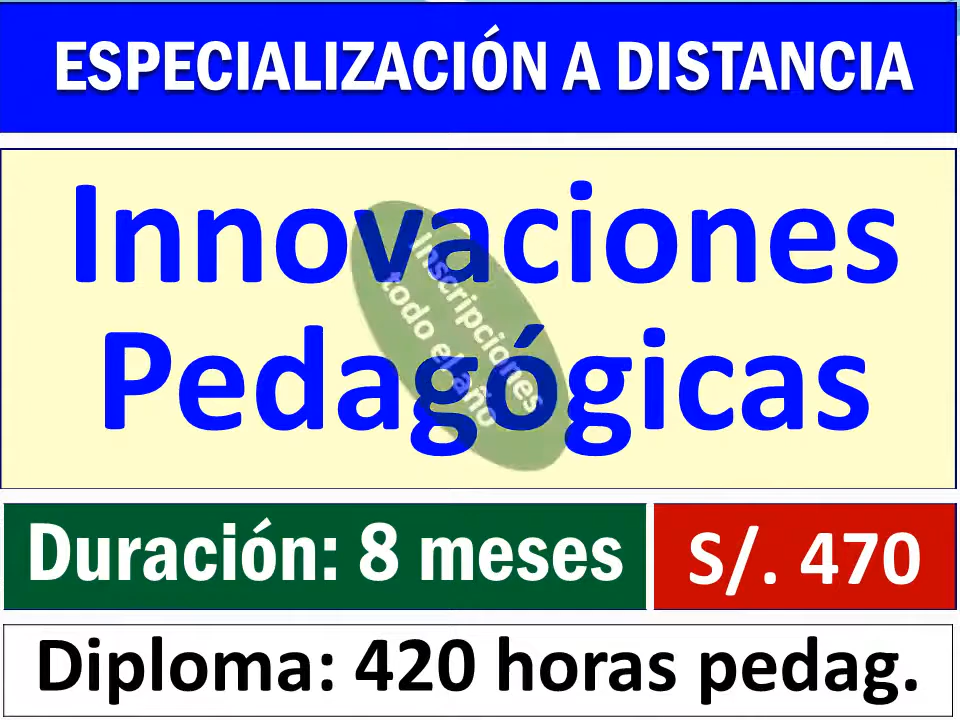 ESPECIALIZACIÓN A DISTANCIA
Innovaciones
Pedagógicas
Inscripciones
todo el año
Duración: 8 meses
S/. 470
Diploma: 420 horas pedag.